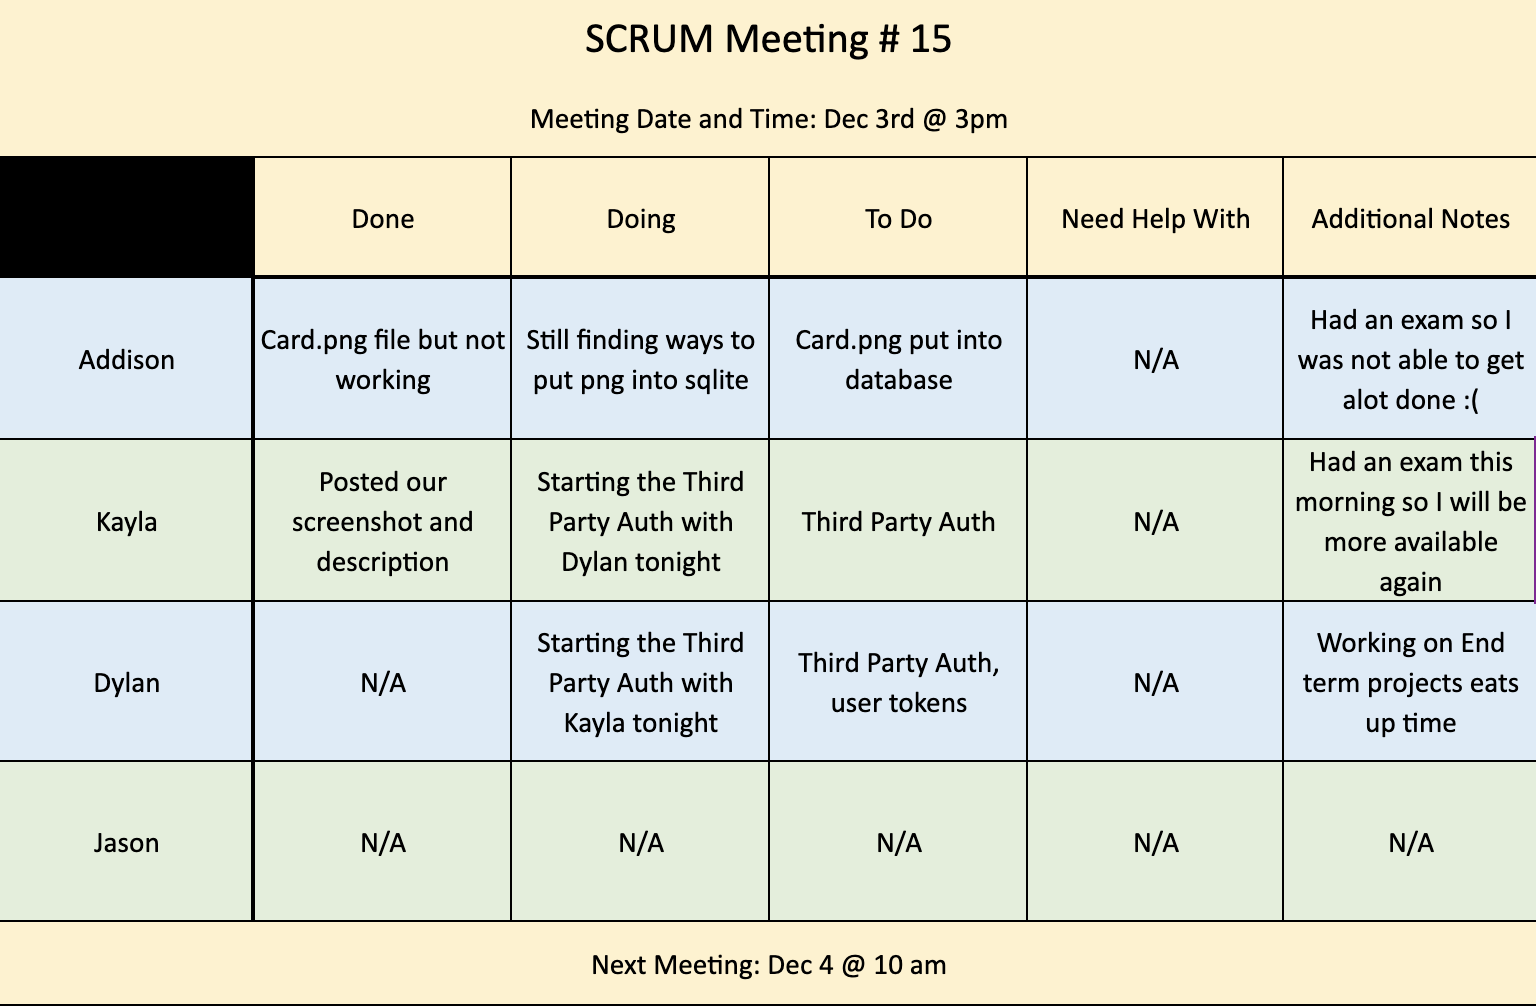 SCRUM Meeting # 15
Meeting Date and Time: Dec 3rd @ 3pm
Done
Doing
To Do
Need Help With
Additional Notes
Addison
Card.png file but not
working
Still finding ways to
put png into sqlite
Card.png put into
database
N/A
Had an exam so I
was not able to get
alot done :(
Kayla
Posted our
screenshot and
description
Starting the Third
Party Auth with
Dylan tonight
Third Party Auth
N/A
Had an exam this
morning so I will be
more available
again
Dylan
N/A
Starting the Third
Party Auth with
Kayla tonight
Third Party Auth,
user tokens
N/A
Working on End
term projects eats
up time
Jason
N/A
N/A
N/A
N/A
N/A
Next Meeting: Dec 4 @ 10 am